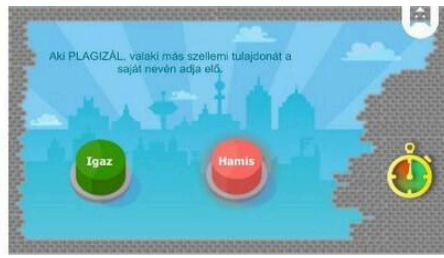 Aki PLAGIZÁL, valaki más szellemi tulajdonát a
saját nevén adja elő.
Igaz
Hamis